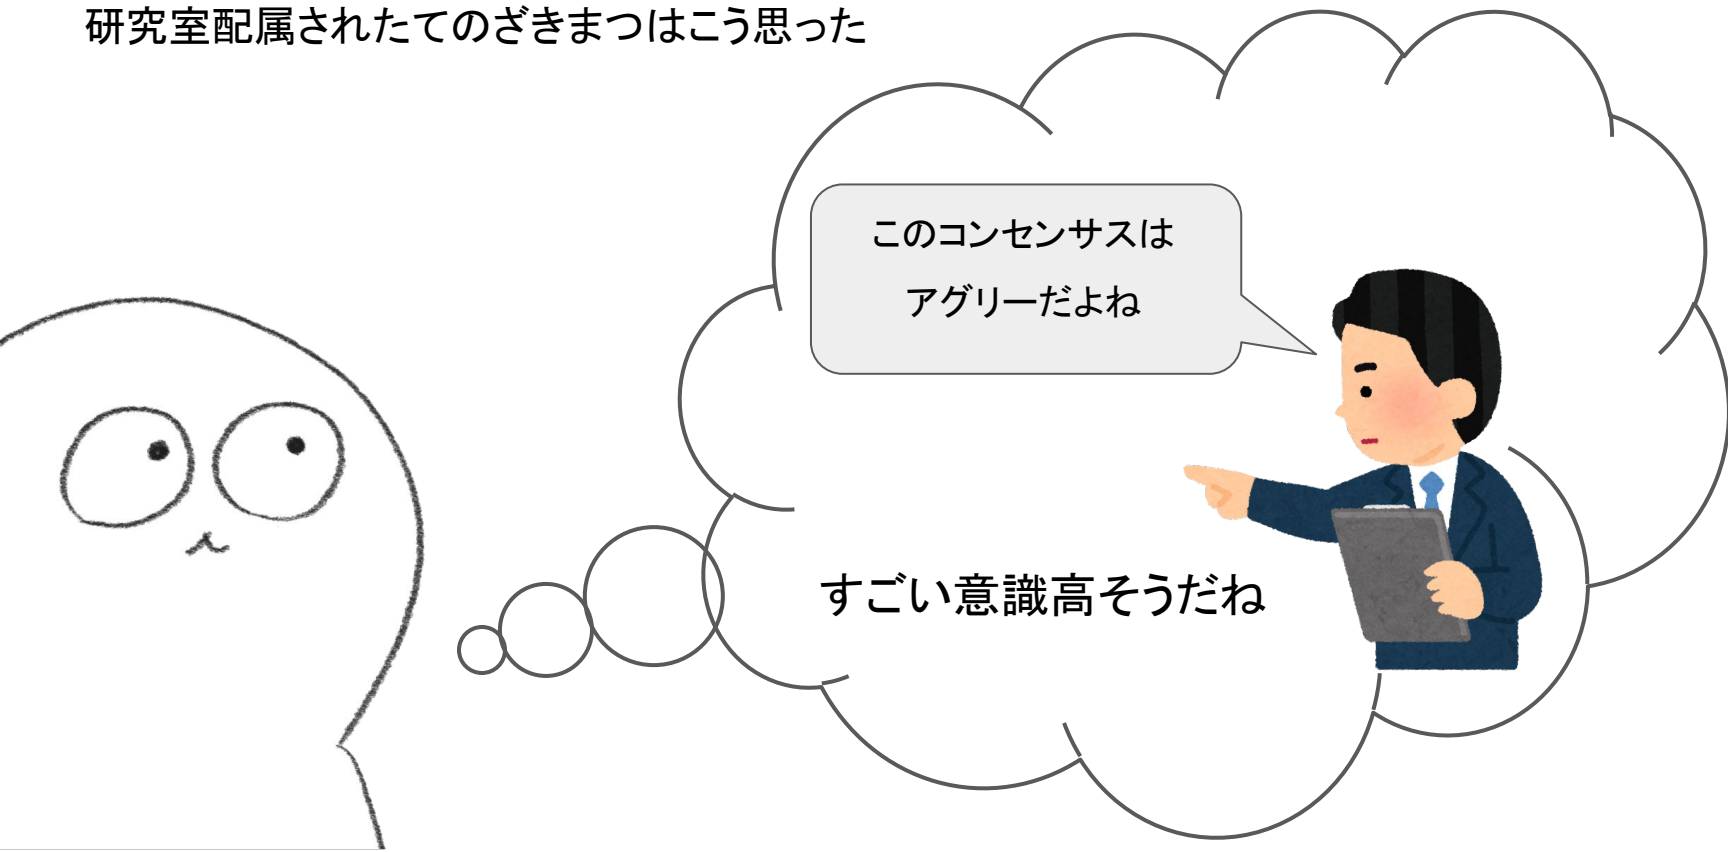 研究室配属されたてのざきまつはこう思った
このコンセンサスは
アグリーだよね
すごい意識高そうだね